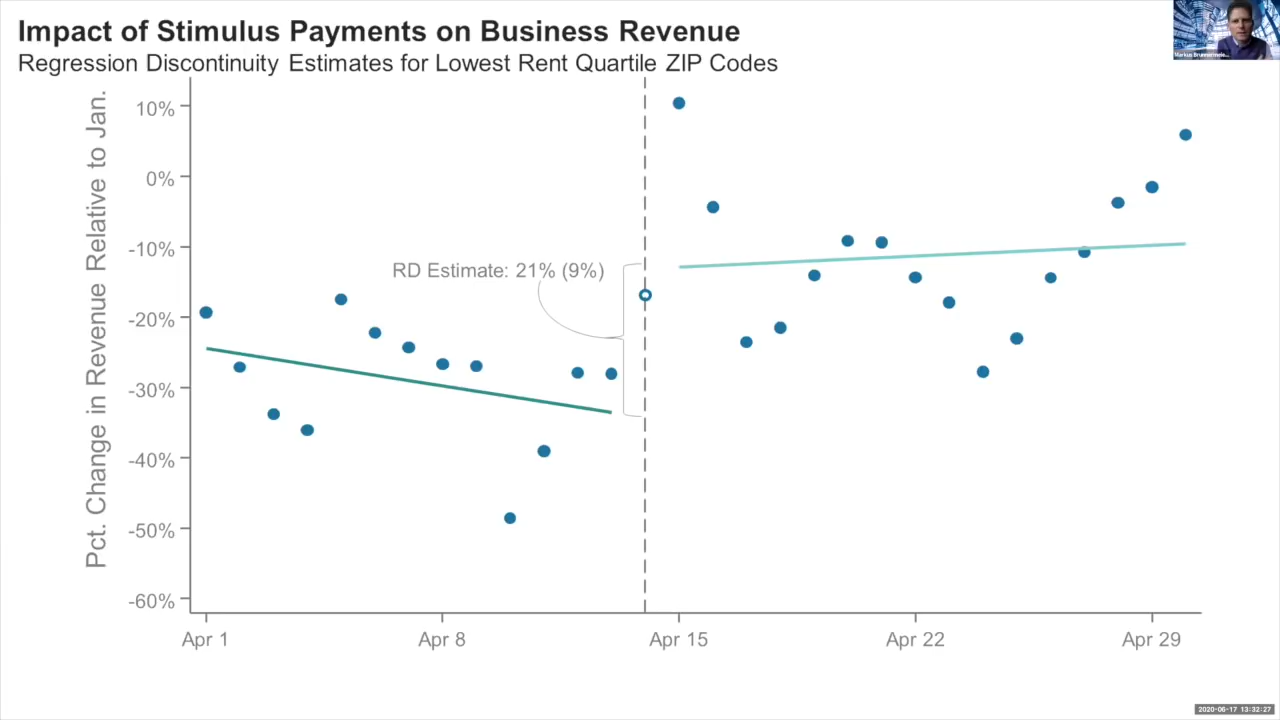 Impact of Stimulus Payments on Business Revenue
Regression Discontinuity Estimates for Lowest Rent Quartile ZIP Codes
Pct. Change in Revenue Relative to Jan.
10%
0%
-10%
-20%
-30%
-40%
-50%
-60%
RD Estimate: 21% (9%)
Apr 1
Apr 8
Apr 15
Apr 22
Apr 29
Markus
2020-06-17 13:32:27